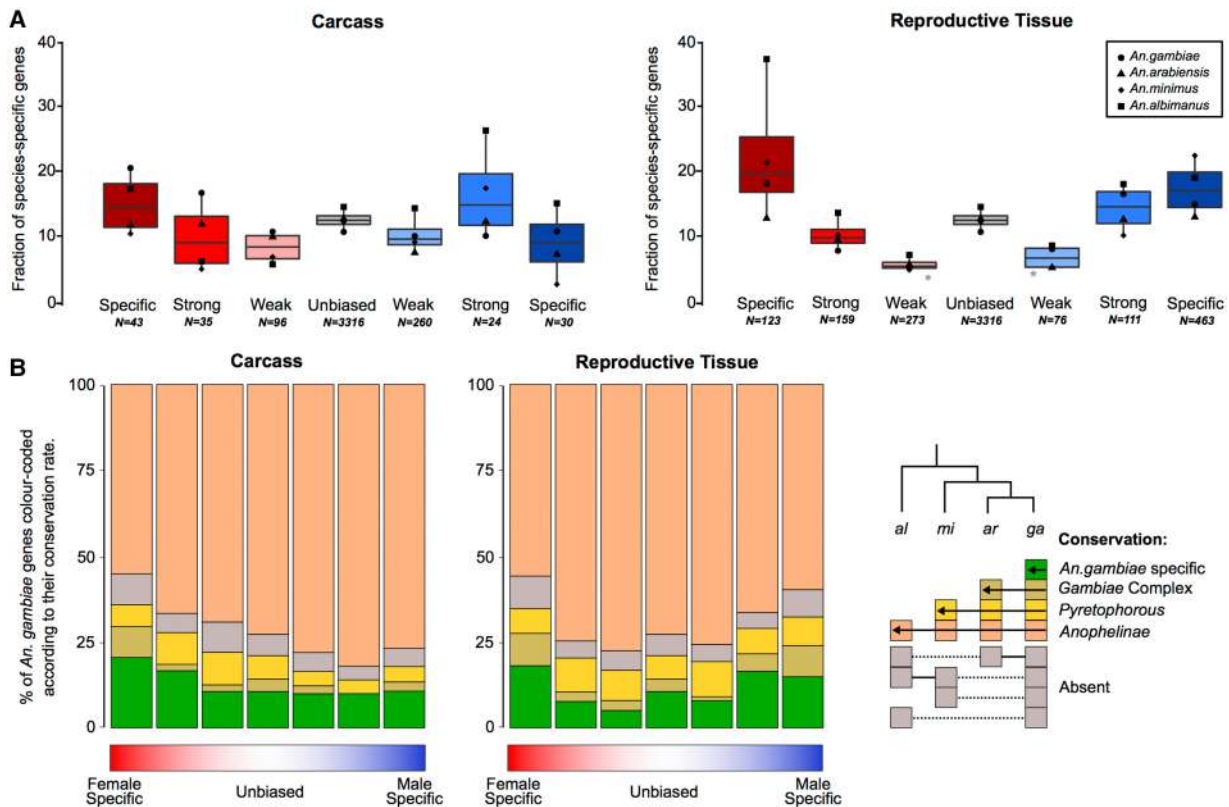 A
Carcass
Reproductive Tissue
Fraction of species-specific genes
40
30
20
10
0
Specific
Strong
Weak
Unbiased
Weak
Strong
Specific
N=43
N=35
N=96
N=3316
N=260
N=24
N=30
Fraction of species-specific genes
40
30
20
10
0
An.gambiae
An.arabiensis
An.minimus
An.albimanus
*
*
Specific
Strong
Weak
Unbiased
Weak
Strong
Specific
N=123
N=159
N=273
N=3316
N=76
N=111
N=463
B
Carcass
Reproductive Tissue
% of An. gambiae genes colour-coded
according to their conservation rate.
100
75
50
25
0
Female
Specific
Unbiased
Male
Specific
100
75
50
25
0
Female
Specific
Unbiased
Male
Specific
al
mi
ar
ga
Conservation:
An.gambiae specific
Gambiae Complex
Pyretophorous
Anophelinae
Absent